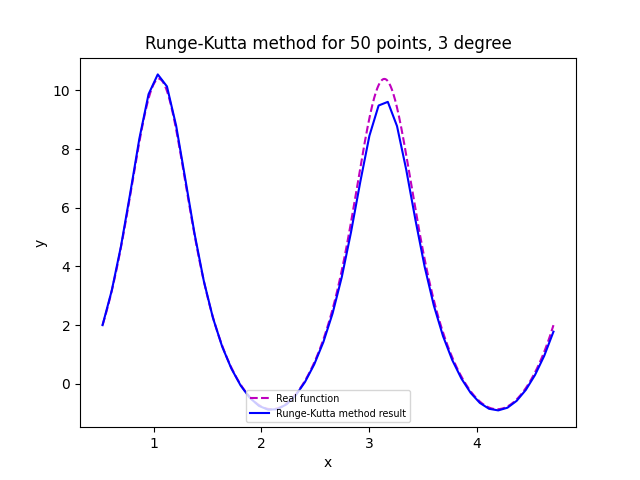 Runge-Kutta method for 50 points, 3 degree
10
8
6
4
2
0
y
Real function
Runge-Kutta method result
1
2
3
4
x